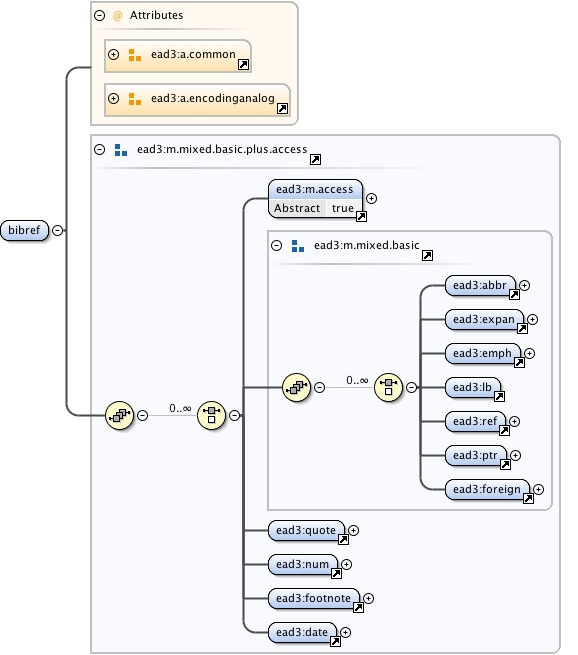 @ Attributes
ead3:a.common
ead3:a.encodinganalog
ead3:m.mixed.basic.plus.access
ead3:m.access
Abstract true
bibref
ead3:m.mixed.basic
ead3:abbr
ead3:expan
ead3:emph
0..∞
ead3:lb
0..∞
ead3:ref
ead3:ptr
ead3:foreign
ead3:quote
ead3:num
ead3:footnote
ead3:date